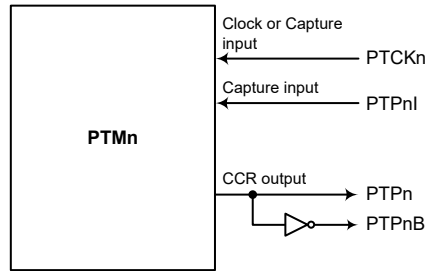 Clock or Capture
input
PTCKn
Capture input
PTPnI
PTMn
CCR output
PTPn
PTPnB